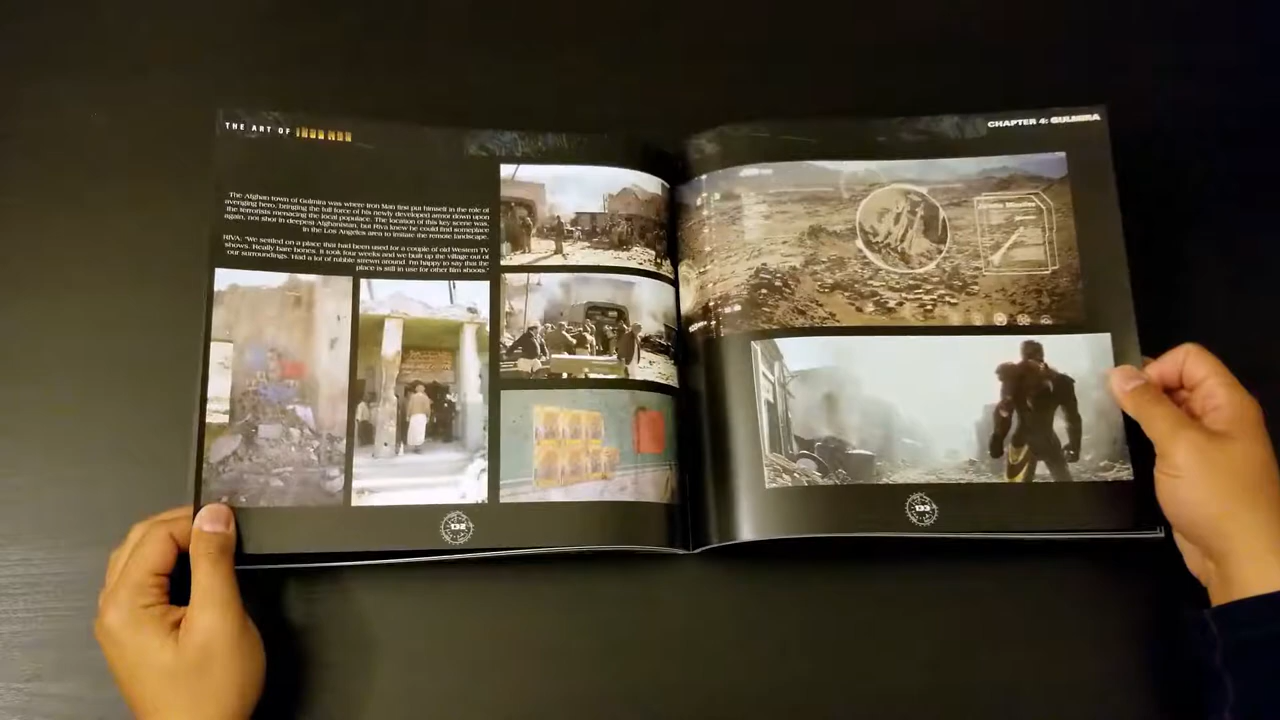 THE ART OF IRON MAN
CHAPTER 4: GULMIRA
The Afghan town of Gulmira was where Iron Man first put himself in the role of
avenging hero, bringing the full force of his newly developed armor down upon
the terrorists menacing the local populace. The location of this key scene was,
again, not shot in deepest Afghanistan, but Riva knew he could find someplace
in the Los Angeles area to imitate the remote landscape.
RIVA: "We settled on a place that had been used for a couple of old Western TV
shows. Really bare bones. It took four weeks and we built up the village out of
our surroundings. Had a lot of rubble strewn around. I'm happy to say that the
place is still in use for other film shoots."
132
133